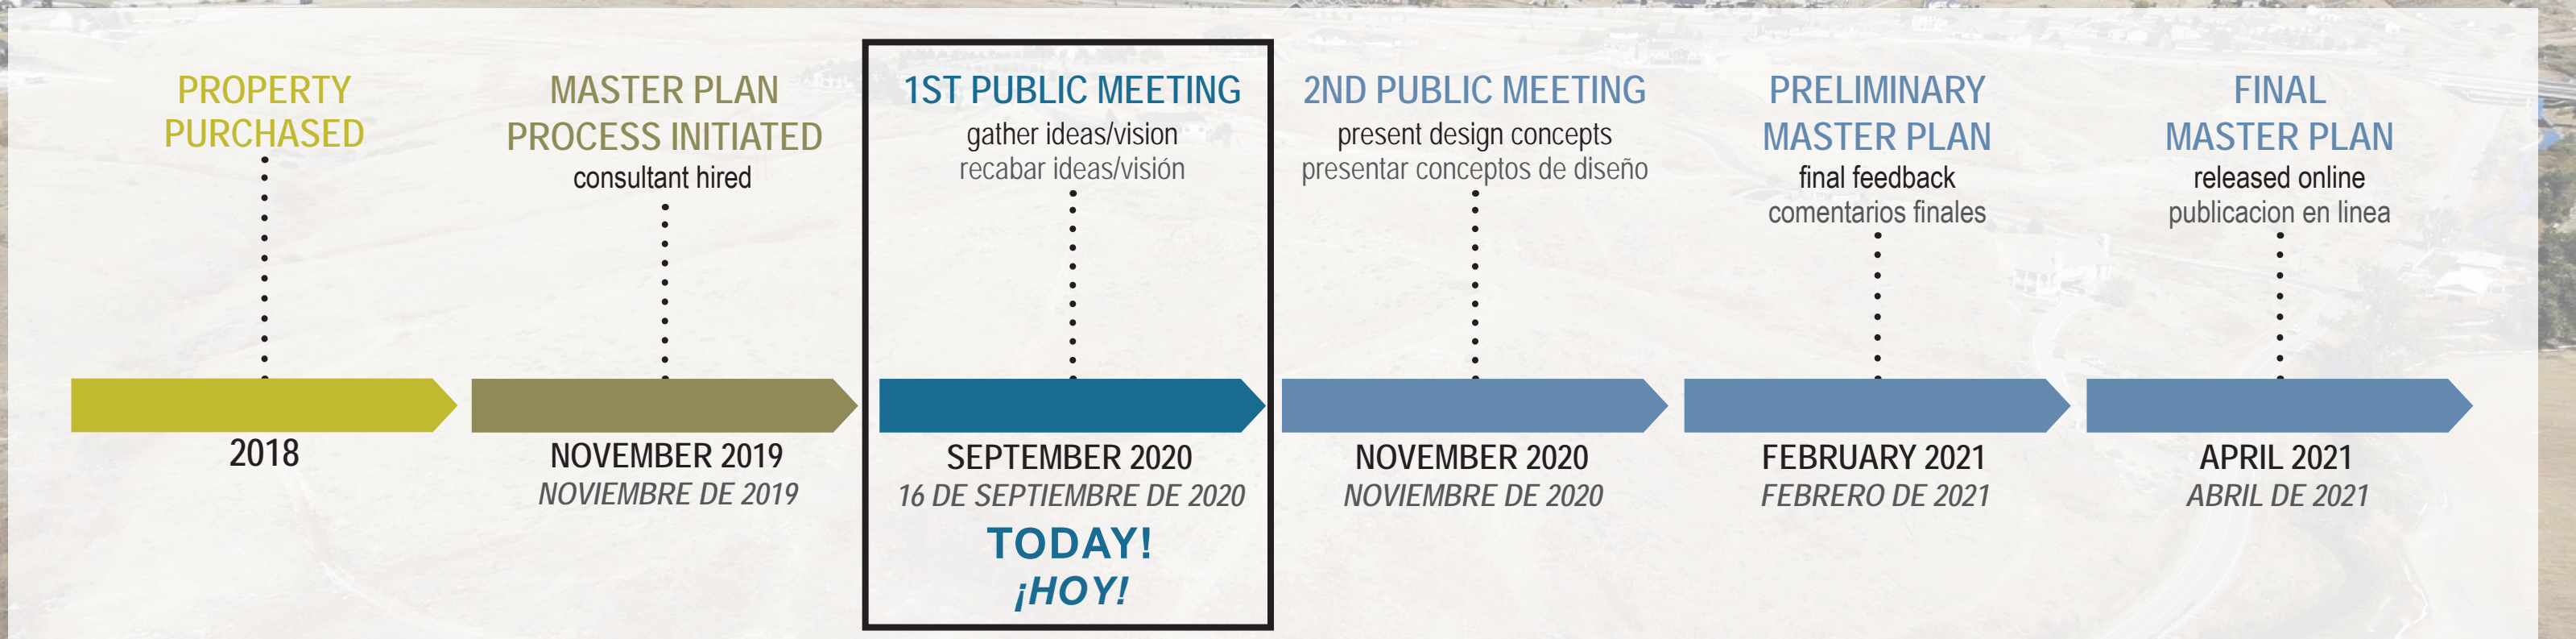 PROPERTY
PURCHASED
2018
MASTER PLAN
PROCESS INITIATED
consultant hired
NOVEMBER 2019
NOVIEMBRE DE 2019
1ST PUBLIC MEETING
gather ideas/vision
recabar ideas/visión
SEPTEMBER 2020
16 DE SEPTIEMBRE DE 2020
TODAY!
¡HOY!
2ND PUBLIC MEETING
present design concepts
presentar conceptos de diseño
NOVEMBER 2020
NOVIEMBRE DE 2020
PRELIMINARY
MASTER PLAN
final feedback
comentarios finales
FEBRUARY 2021
FEBRERO DE 2021
FINAL
MASTER PLAN
released online
publicacion en linea
APRIL 2021
ABRIL DE 2021